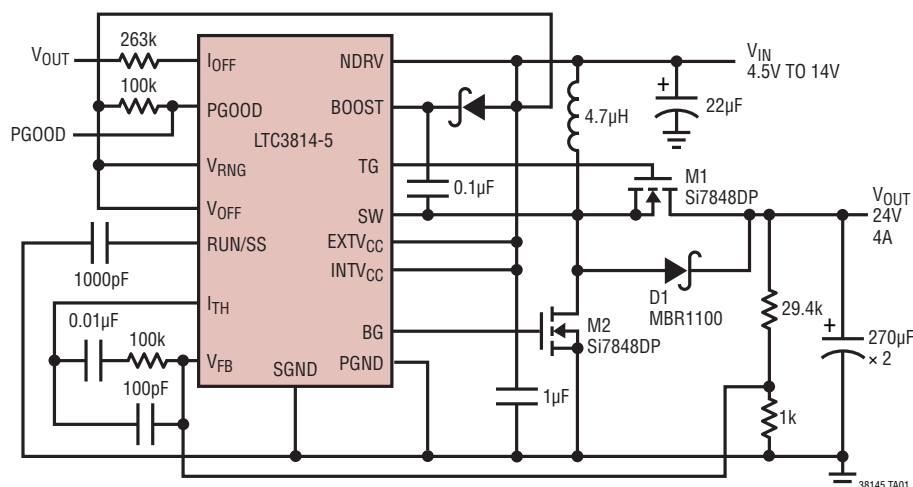 VOUT
263k
IOFF
NDRV
VIN
4.5V TO 14V
100k
PGOOD
BOOST
4.7µH
+
22µF
PGOOD
LTC3814-5
VRNG
TG
M1
Si7848DP
0.1µF
VOFF
SW
VOUT
24V
4A
RUN/SS
EXTVCC
1000pF
INTVCC
D1
MBR1100
ITH
29.4k
+
0.01µF
100k
BG
M2
Si7848DP
270µF
× 2
VFB
SGND
PGND
100pF
1µF
1k
38145 TA01